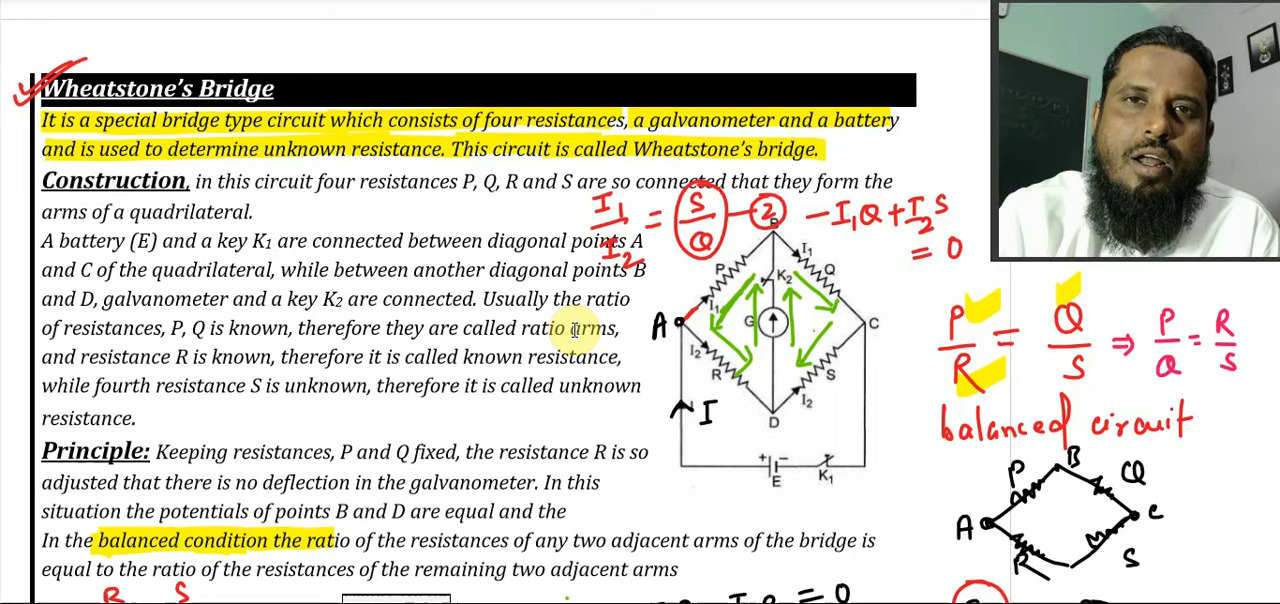 Wheatstone's Bridge
It is a special bridge type circuit which consists of four resistances, a galvanometer and a battery
and is used to determine unknown resistance. This circuit is called Wheatstone's bridge.
Construction, in this circuit four resistances P, Q, R and S are so connected that they form the
arms of a quadrilateral.
A battery (E) and a key K1 are connected between diagonal points A
and C of the quadrilateral, while between another diagonal points B
and D, galvanometer and a key K2 are connected. Usually the ratio
of resistances, P, Q is known, therefore they are called ratio arms,
and resistance R is known, therefore it is called known resistance,
while fourth resistance S is unknown, therefore it is called unknown
resistance.
Principle: Keeping resistances, P and Q fixed, the resistance R is so
adjusted that there is no deflection in the galvanometer. In this
situation the potentials of points B and D are equal and the
In the balanced condition the ratio of the resistances of any two adjacent arms of the bridge is
equal to the ratio of the resistances of the remaining two adjacent arms
I1/I2 = S/Q - 2
-I1Q+I2S
= 0
B
P
I1
I1
Q
K2
A
G
C
I2
R
S
I2
D
I
+ -
E
K1
P/R = Q/S ⇒ P/Q = R/S
balanced circuit
P
B
Q
A
C
R
S
R S
= 0